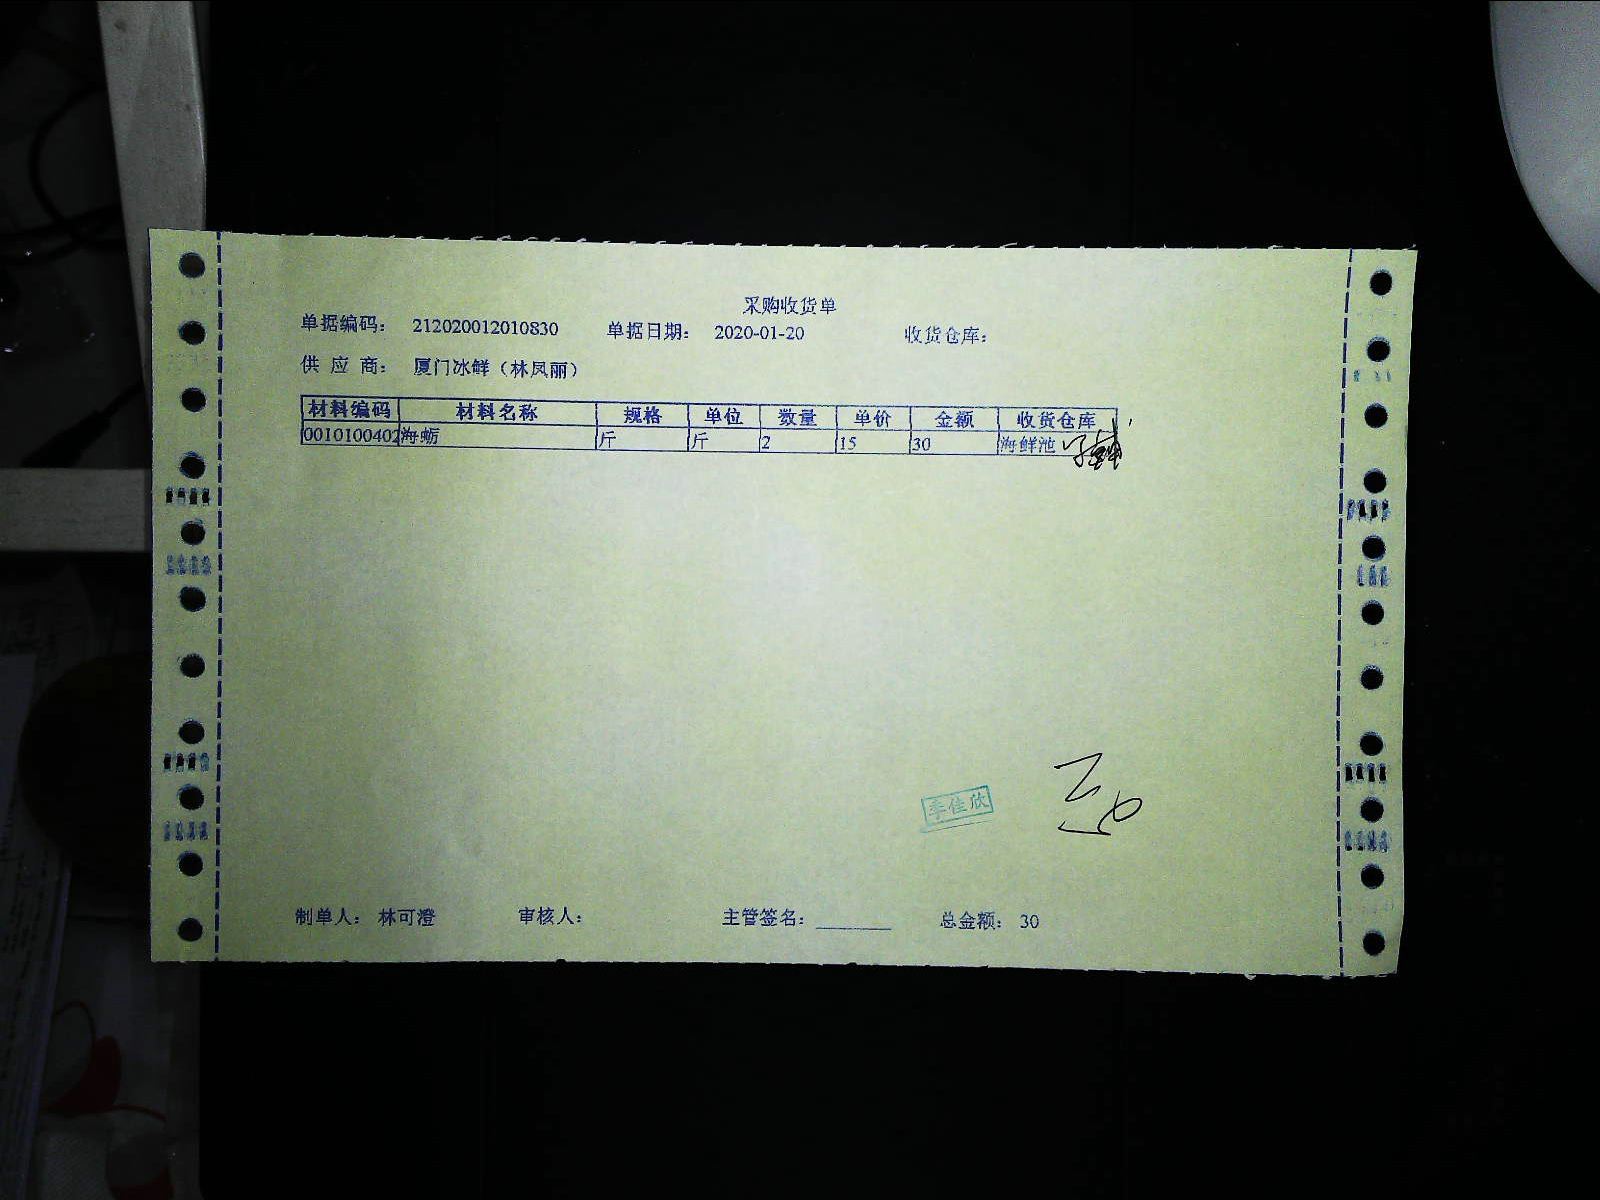 采购收货单
单据编码： 212020012010830 单据日期： 2020-01-20 收货仓库：
供 应 商： 厦门冰鲜（林凤丽）
材料编码 材料名称 规格 单位 数量 单价 金额 收货仓库
0010100402 海蛎 斤 斤 2 15 30 海鲜池
李佳欣
制单人： 林可澄 审核人： 主管签名： 总金额： 30